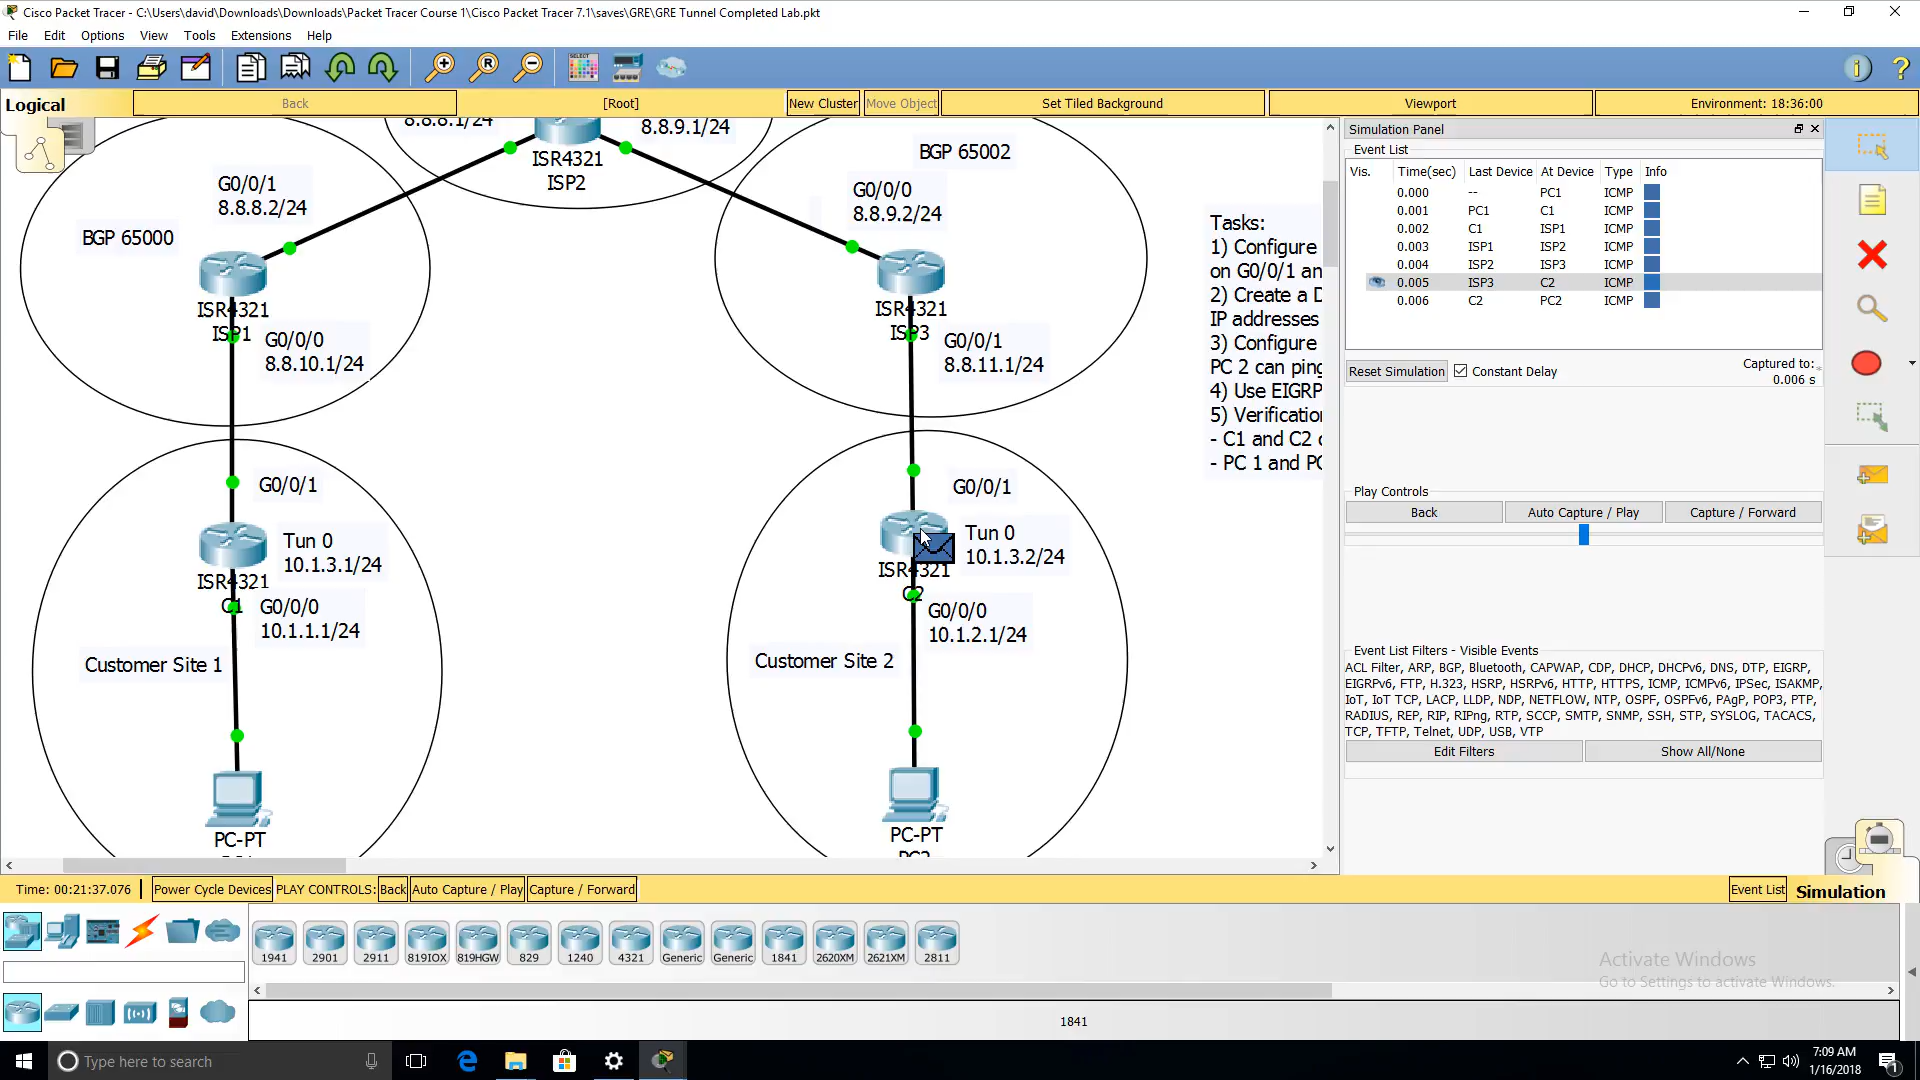 Cisco Packet Tracer - C:\Users\david\Downloads\Downloads\Packet Tracer Course 1\Cisco Packet Tracer 7.1\saves\GRE\GRE Tunnel Completed Lab.pkt
File Edit Options View Tools Extensions Help
Logical Back [Root] New Cluster Move Object Set Tiled Background Viewport Environment: 18:36:00
8.8.8.1/24
8.8.9.1/24
ISR4321
ISP2
BGP 65002
G0/0/1
8.8.8.2/24
G0/0/0
8.8.9.2/24
BGP 65000
ISR4321
ISP1
G0/0/0
8.8.10.1/24
ISR4321
ISP3
G0/0/1
8.8.11.1/24
Tasks:
1) Configure
on G0/0/1 an
2) Create a
IP addresses
3) Configure
PC 2 can ping
4) Use EIGRP
5) Verification
- C1 and C2
- PC 1 and
G0/0/1
Tun 0
10.1.3.1/24
ISR4321
C1
G0/0/0
10.1.1.1/24
Customer Site 1
PC-PT
G0/0/1
Tun 0
10.1.3.2/24
ISR4321
C2
G0/0/0
10.1.2.1/24
Customer Site 2
PC-PT
PC2
Simulation Panel
Event List
Vis. Time(sec) Last Device At Device Type Info
0.000 -- PC1 ICMP
0.001 PC1 C1 ICMP
0.002 C1 ISP1 ICMP
0.003 ISP1 ISP2 ICMP
0.004 ISP2 ISP3 ICMP
0.005 ISP3 C2 ICMP
0.006 C2 PC2 ICMP
Reset Simulation Constant Delay Captured to:
0.006 s
Play Controls
Back Auto Capture / Play Capture / Forward
Event List Filters - Visible Events
ACL Filter, ARP, BGP, Bluetooth, CAPWAP, CDP, DHCP, DHCPv6, DNS, DTP, EIGRP,
EIGRPv6, FTP, H.323, HSRP, HSRPv6, HTTP, HTTPS, ICMP, ICMPv6, IPSec, ISAKMP,
IoT, IoT TCP, LACP, LLDP, NDP, NETFLOW, NTP, OSPF, OSPFv6, PAgP, POP3, PTP,
RADIUS, REP, RIP, RIPng, RTP, SCCP, SMTP, SNMP, SSH, STP, SYSLOG, TACACS,
TCP, TFTP, Telnet, UDP, USB, VTP
Edit Filters Show All/None
Time: 00:21:37.076 Power Cycle Devices PLAY CONTROLS: Back Auto Capture / Play Capture / Forward Event List Simulation
1941 2901 2911 819IOX 819HGW 829 1240 4321 Generic Generic 1841 2620XM 2621XM 2811
Activate Windows
Go to Settings to activate Windows.
1841
Type here to search
7:09 AM
1/16/2018
1